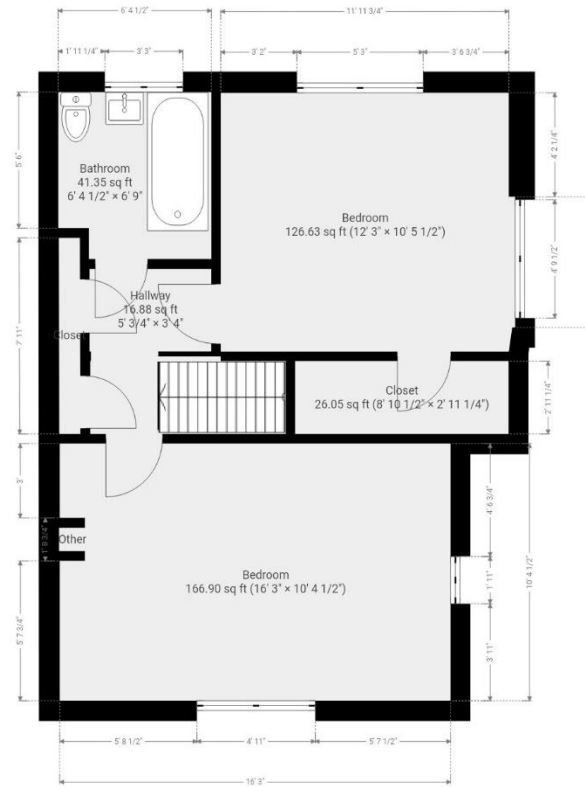 6' 4 1/2"
11' 11 3/4"
1' 11 1/4"
3' 3"
3' 2"
5' 3"
3' 6 3/4"
5' 6"
4' 2 1/4"
Bathroom
41.35 sq ft
6' 4 1/2" × 6' 9"
Bedroom
126.63 sq ft (12' 3" × 10' 5 1/2")
4' 9 1/2"
Hallway
16.88 sq ft
5' 3/4" × 3' 4"
7' 11"
Closet
Closet
26.05 sq ft (8' 10 1/2" × 2' 11 1/4")
2' 11 1/4"
3'
4' 6 3/4"
1' 8 3/4"
Other
10' 4 1/2"
Bedroom
166.90 sq ft (16' 3" × 10' 4 1/2")
1' 11"
5' 7 3/4"
3' 11"
5' 8 1/2"
4' 11"
5' 7 1/2"
16' 3"